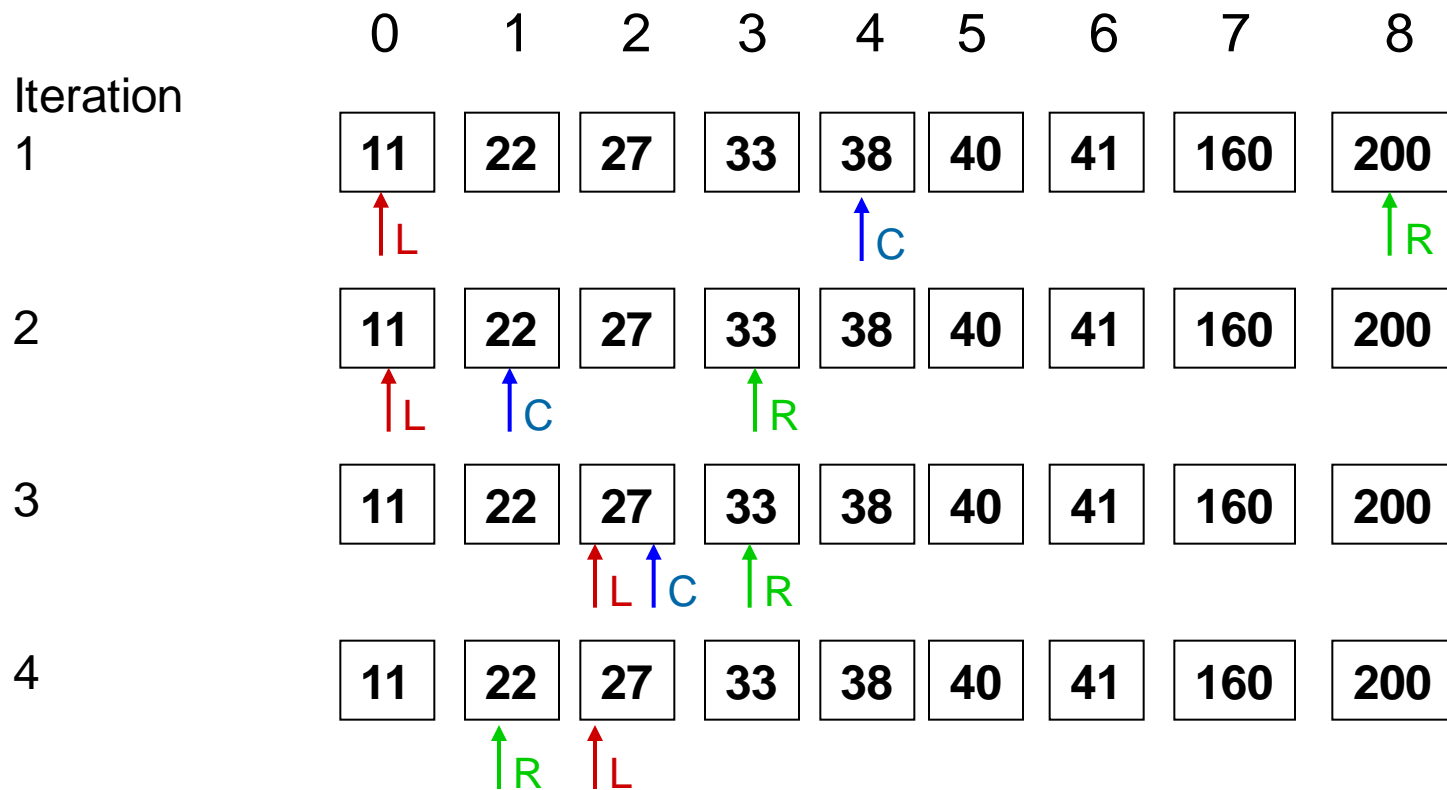 0 1 2 3 4 5 6 7 8
Iteration
1 11 22 27 33 38 40 41 160 200
L C R
2 11 22 27 33 38 40 41 160 200
L C R
3 11 22 27 33 38 40 41 160 200
L C R
4 11 22 27 33 38 40 41 160 200
R L